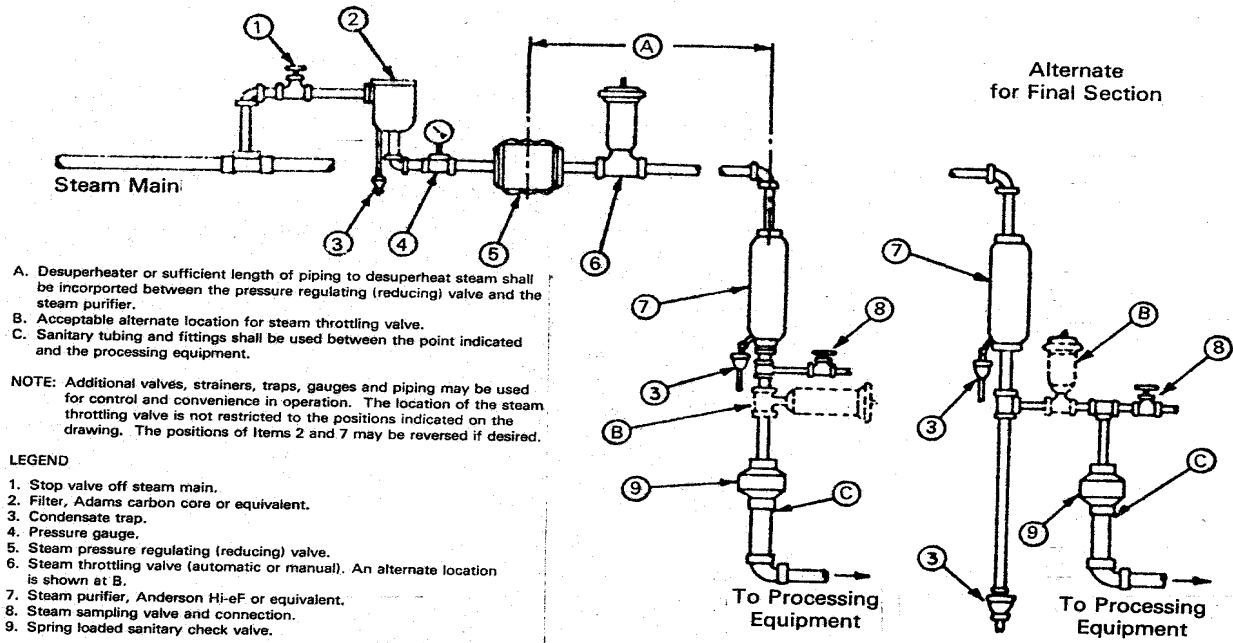 1
2
A
Alternate
for Final Section
Steam Main
3
4
5
6
7
8
3
B
9
C
To Processing
Equipment
7
B
8
3
C
9
3
To Processing
Equipment
A. Desuperheater or sufficient length of piping to desuperheat steam shall
be incorported between the pressure regulating (reducing) valve and the
steam purifier.
B. Acceptable alternate location for steam throttling valve.
C. Sanitary tubing and fittings shall be used between the point indicated
and the processing equipment.
NOTE: Additional valves, strainers, traps, gauges and piping may be used
for control and convenience in operation. The location of the steam
throttling valve is not restricted to the positions indicated on the
drawing. The positions of Items 2 and 7 may be reversed if desired.
LEGEND
1. Stop valve off steam main.
2. Filter, Adams carbon core or equivalent.
3. Condensate trap.
4. Pressure gauge.
5. Steam pressure regulating (reducing) valve.
6. Steam throttling valve (automatic or manual). An alternate location
is shown at B.
7. Steam purifier, Anderson Hi-eF or equivalent.
8. Steam sampling valve and connection.
9. Spring loaded sanitary check valve.